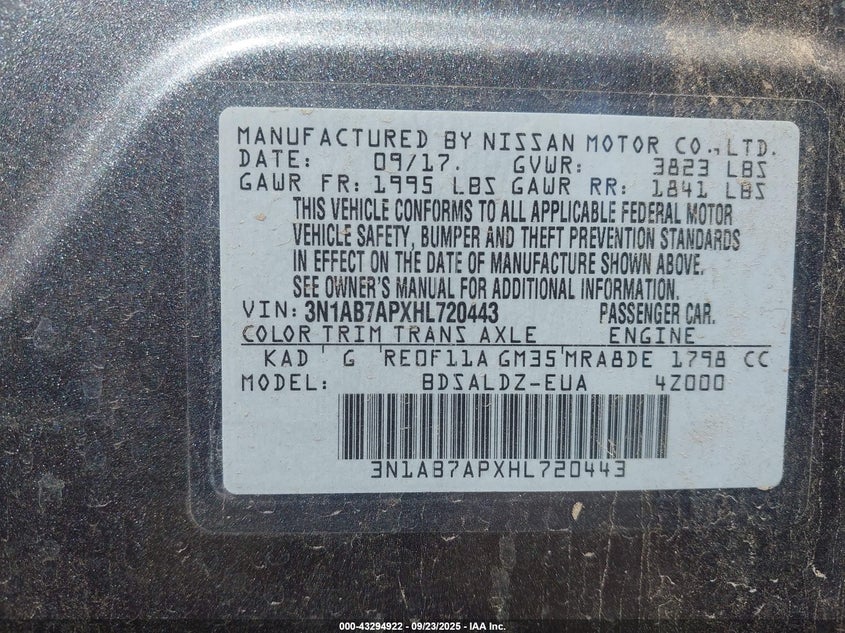 MANUFACTURED BY NISSAN MOTOR CO.,LTD.
DATE: 09/17. GVWR: 3823 LBS
GAWR FR: 1995 LBS GAWR RR: 1841 LBS
THIS VEHICLE CONFORMS TO ALL APPLICABLE FEDERAL MOTOR
VEHICLE SAFETY, BUMPER AND THEFT PREVENTION STANDARDS
IN EFFECT ON THE DATE OF MANUFACTURE SHOWN ABOVE.
SEE OWNER'S MANUAL FOR ADDITIONAL INFORMATION.
VIN: 3N1AB7APXHL720443 PASSENGER CAR.
COLOR TRIM TRANS AXLE ENGINE
KAD G RE0F11A GM35 MRA8DE 1798 CC
MODEL: BDSALDZ-EUA 4Z000
3N1AB7APXHL720443
000-43294922 — 09/23/2025 — IAA Inc.